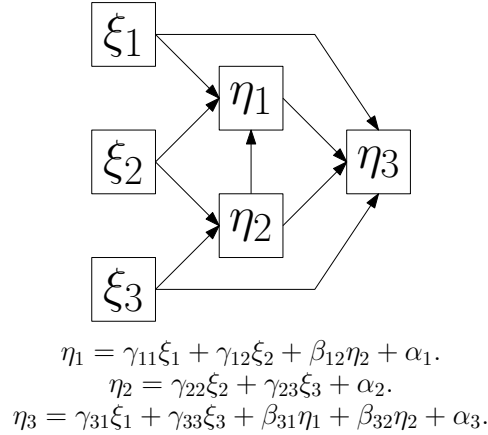 ξ₁
η₁
ξ₂
η₃
η₂
ξ₃
η₁ = γ₁₁ξ₁ + γ₁₂ξ₂ + β₁₂η₂ + α₁.
η₂ = γ₂₂ξ₂ + γ₂₃ξ₃ + α₂.
η₃ = γ₃₁ξ₁ + γ₃₃ξ₃ + β₃₁η₁ + β₃₂η₂ + α₃.